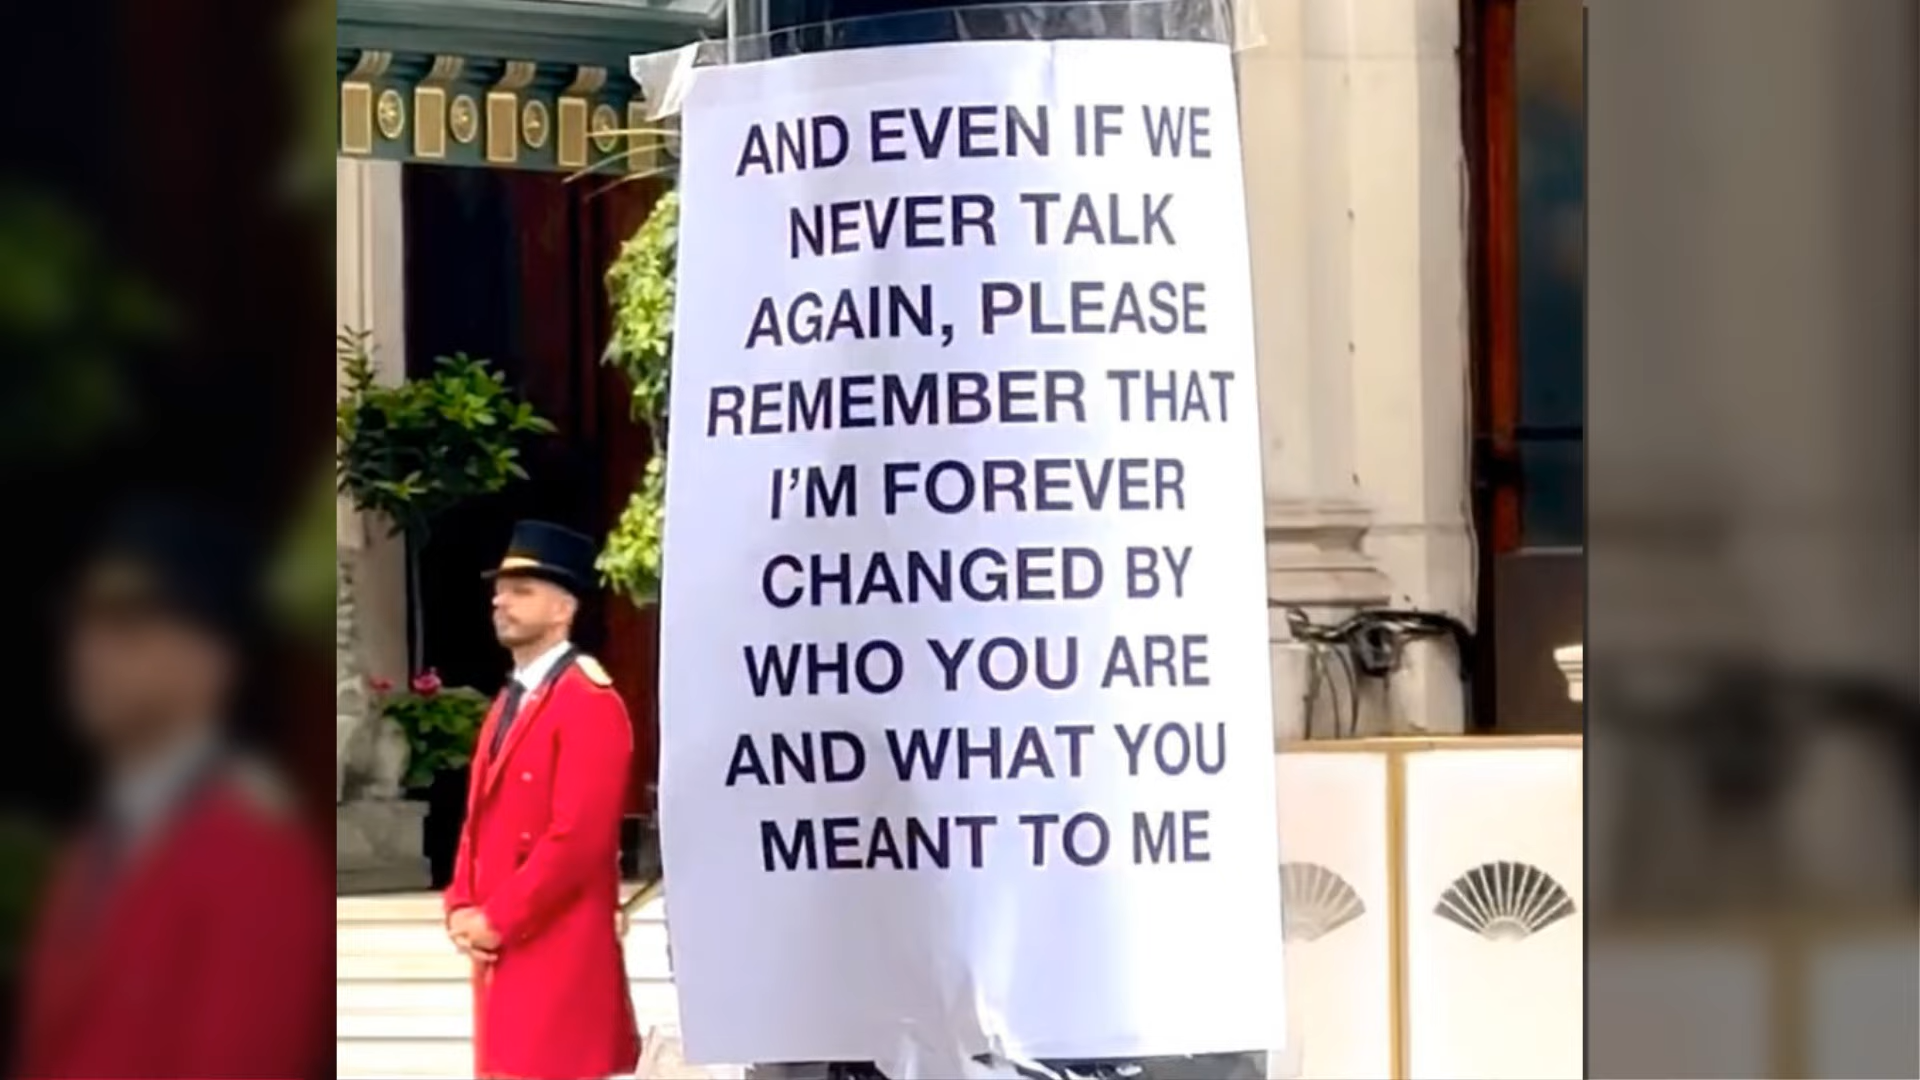 AND EVEN IF WE
NEVER TALK
AGAIN, PLEASE
REMEMBER THAT
I'M FOREVER
CHANGED BY
WHO YOU ARE
AND WHAT YOU
MEANT TO ME